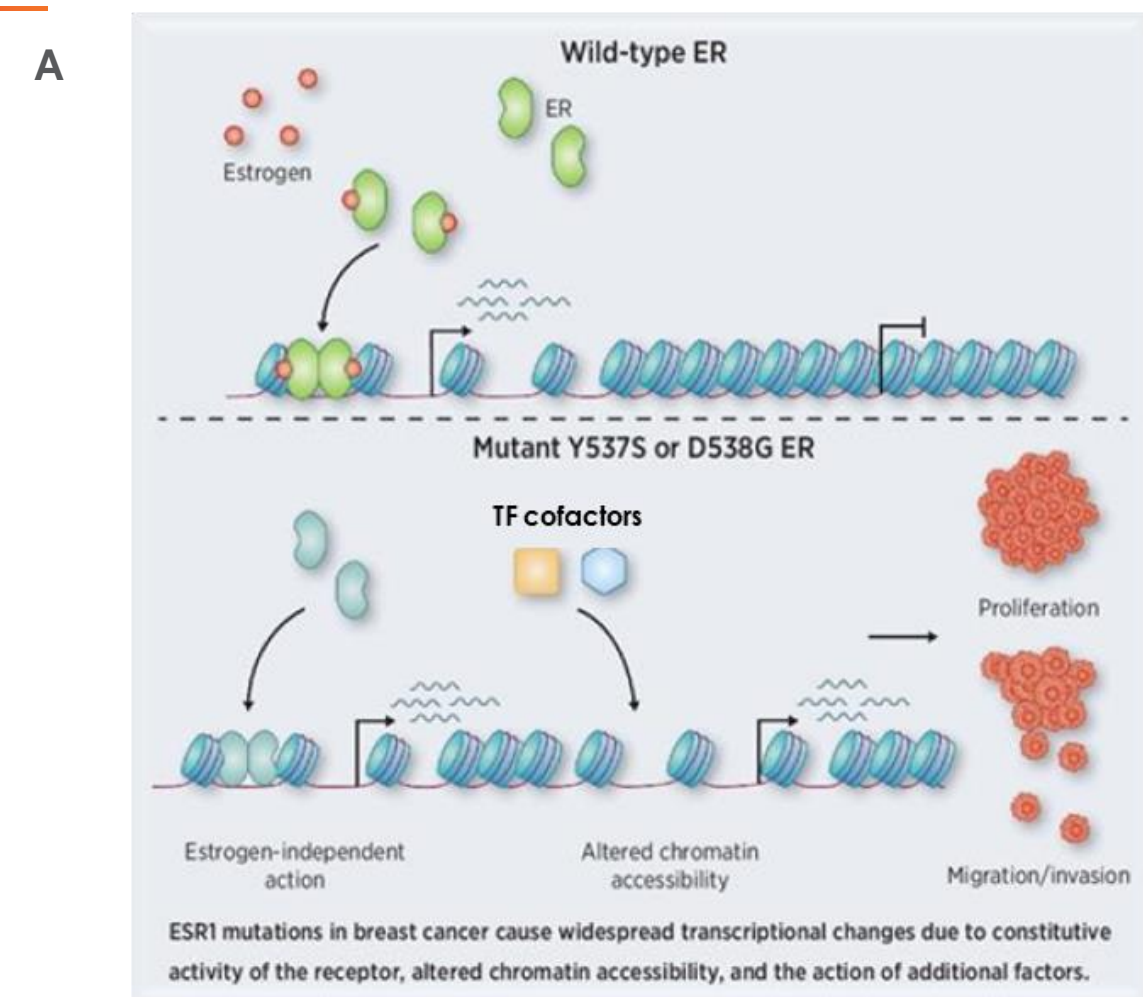 A
Wild-type ER
ER
Estrogen
Mutant Y537S or D538G ER
TF cofactors
Proliferation
Estrogen-independent
action
Altered chromatin
accessibility
Migration/invasion
ESR1 mutations in breast cancer cause widespread transcriptional changes due to constitutive
activity of the receptor, altered chromatin accessibility, and the action of additional factors.